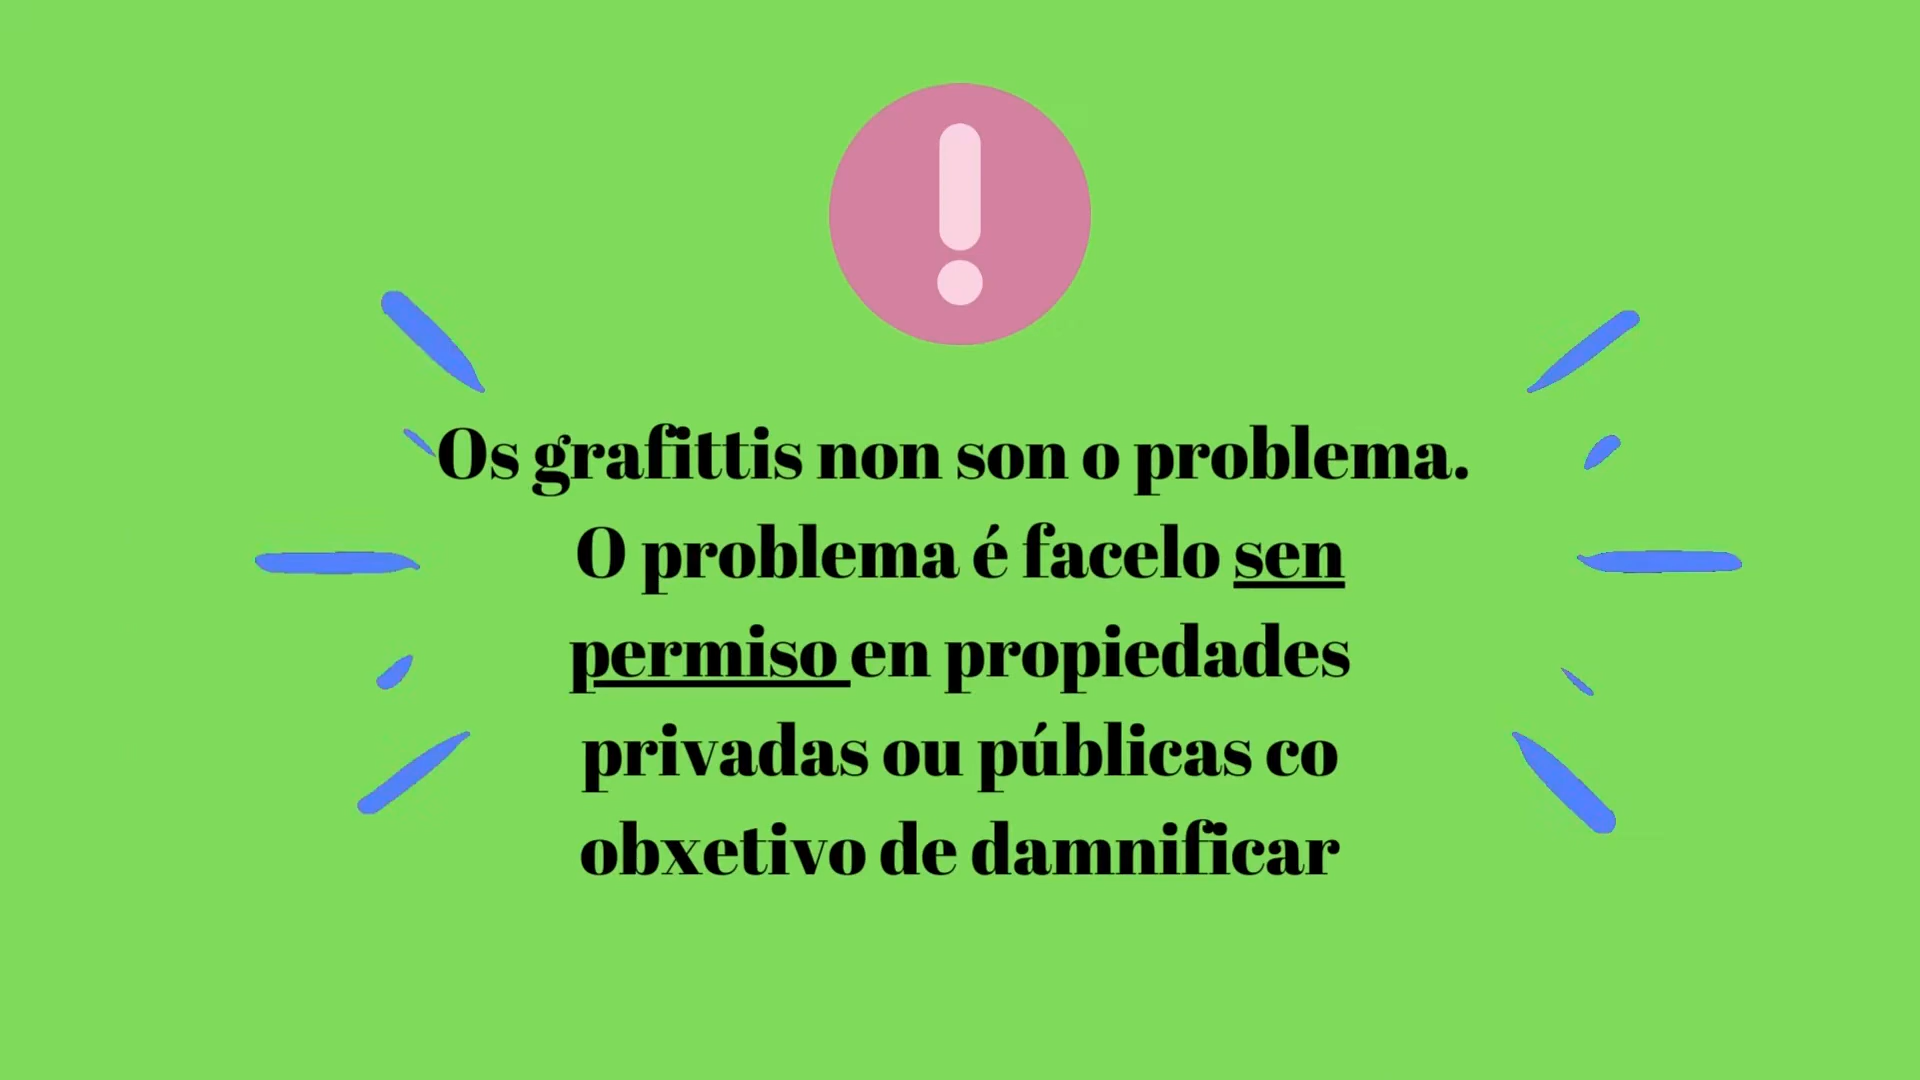 Os grafittis non son o problema.
O problema é facelo sen
permiso en propiedades
privadas ou públicas co
obxetivo de damnificar